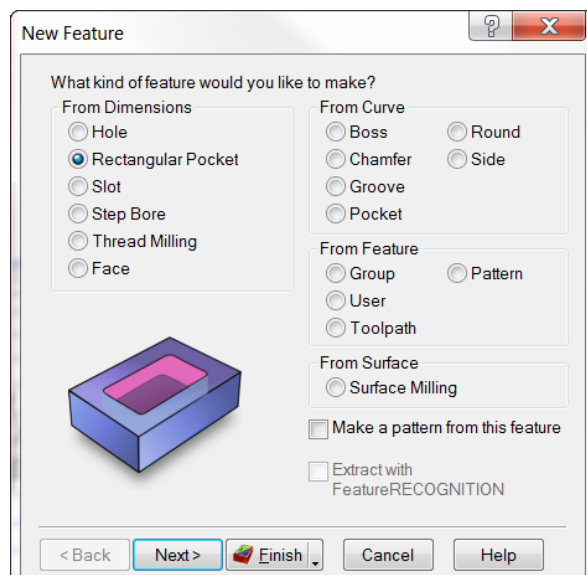 New Feature
What kind of feature would you like to make?
From Dimensions
Hole
Rectangular Pocket
Slot
Step Bore
Thread Milling
Face
From Curve
Boss
Round
Chamfer
Side
Groove
Pocket
From Feature
Group
Pattern
User
Toolpath
From Surface
Surface Milling
Make a pattern from this feature
Extract with
FeatureRECOGNITION
< Back
Next >
Finish
Cancel
Help